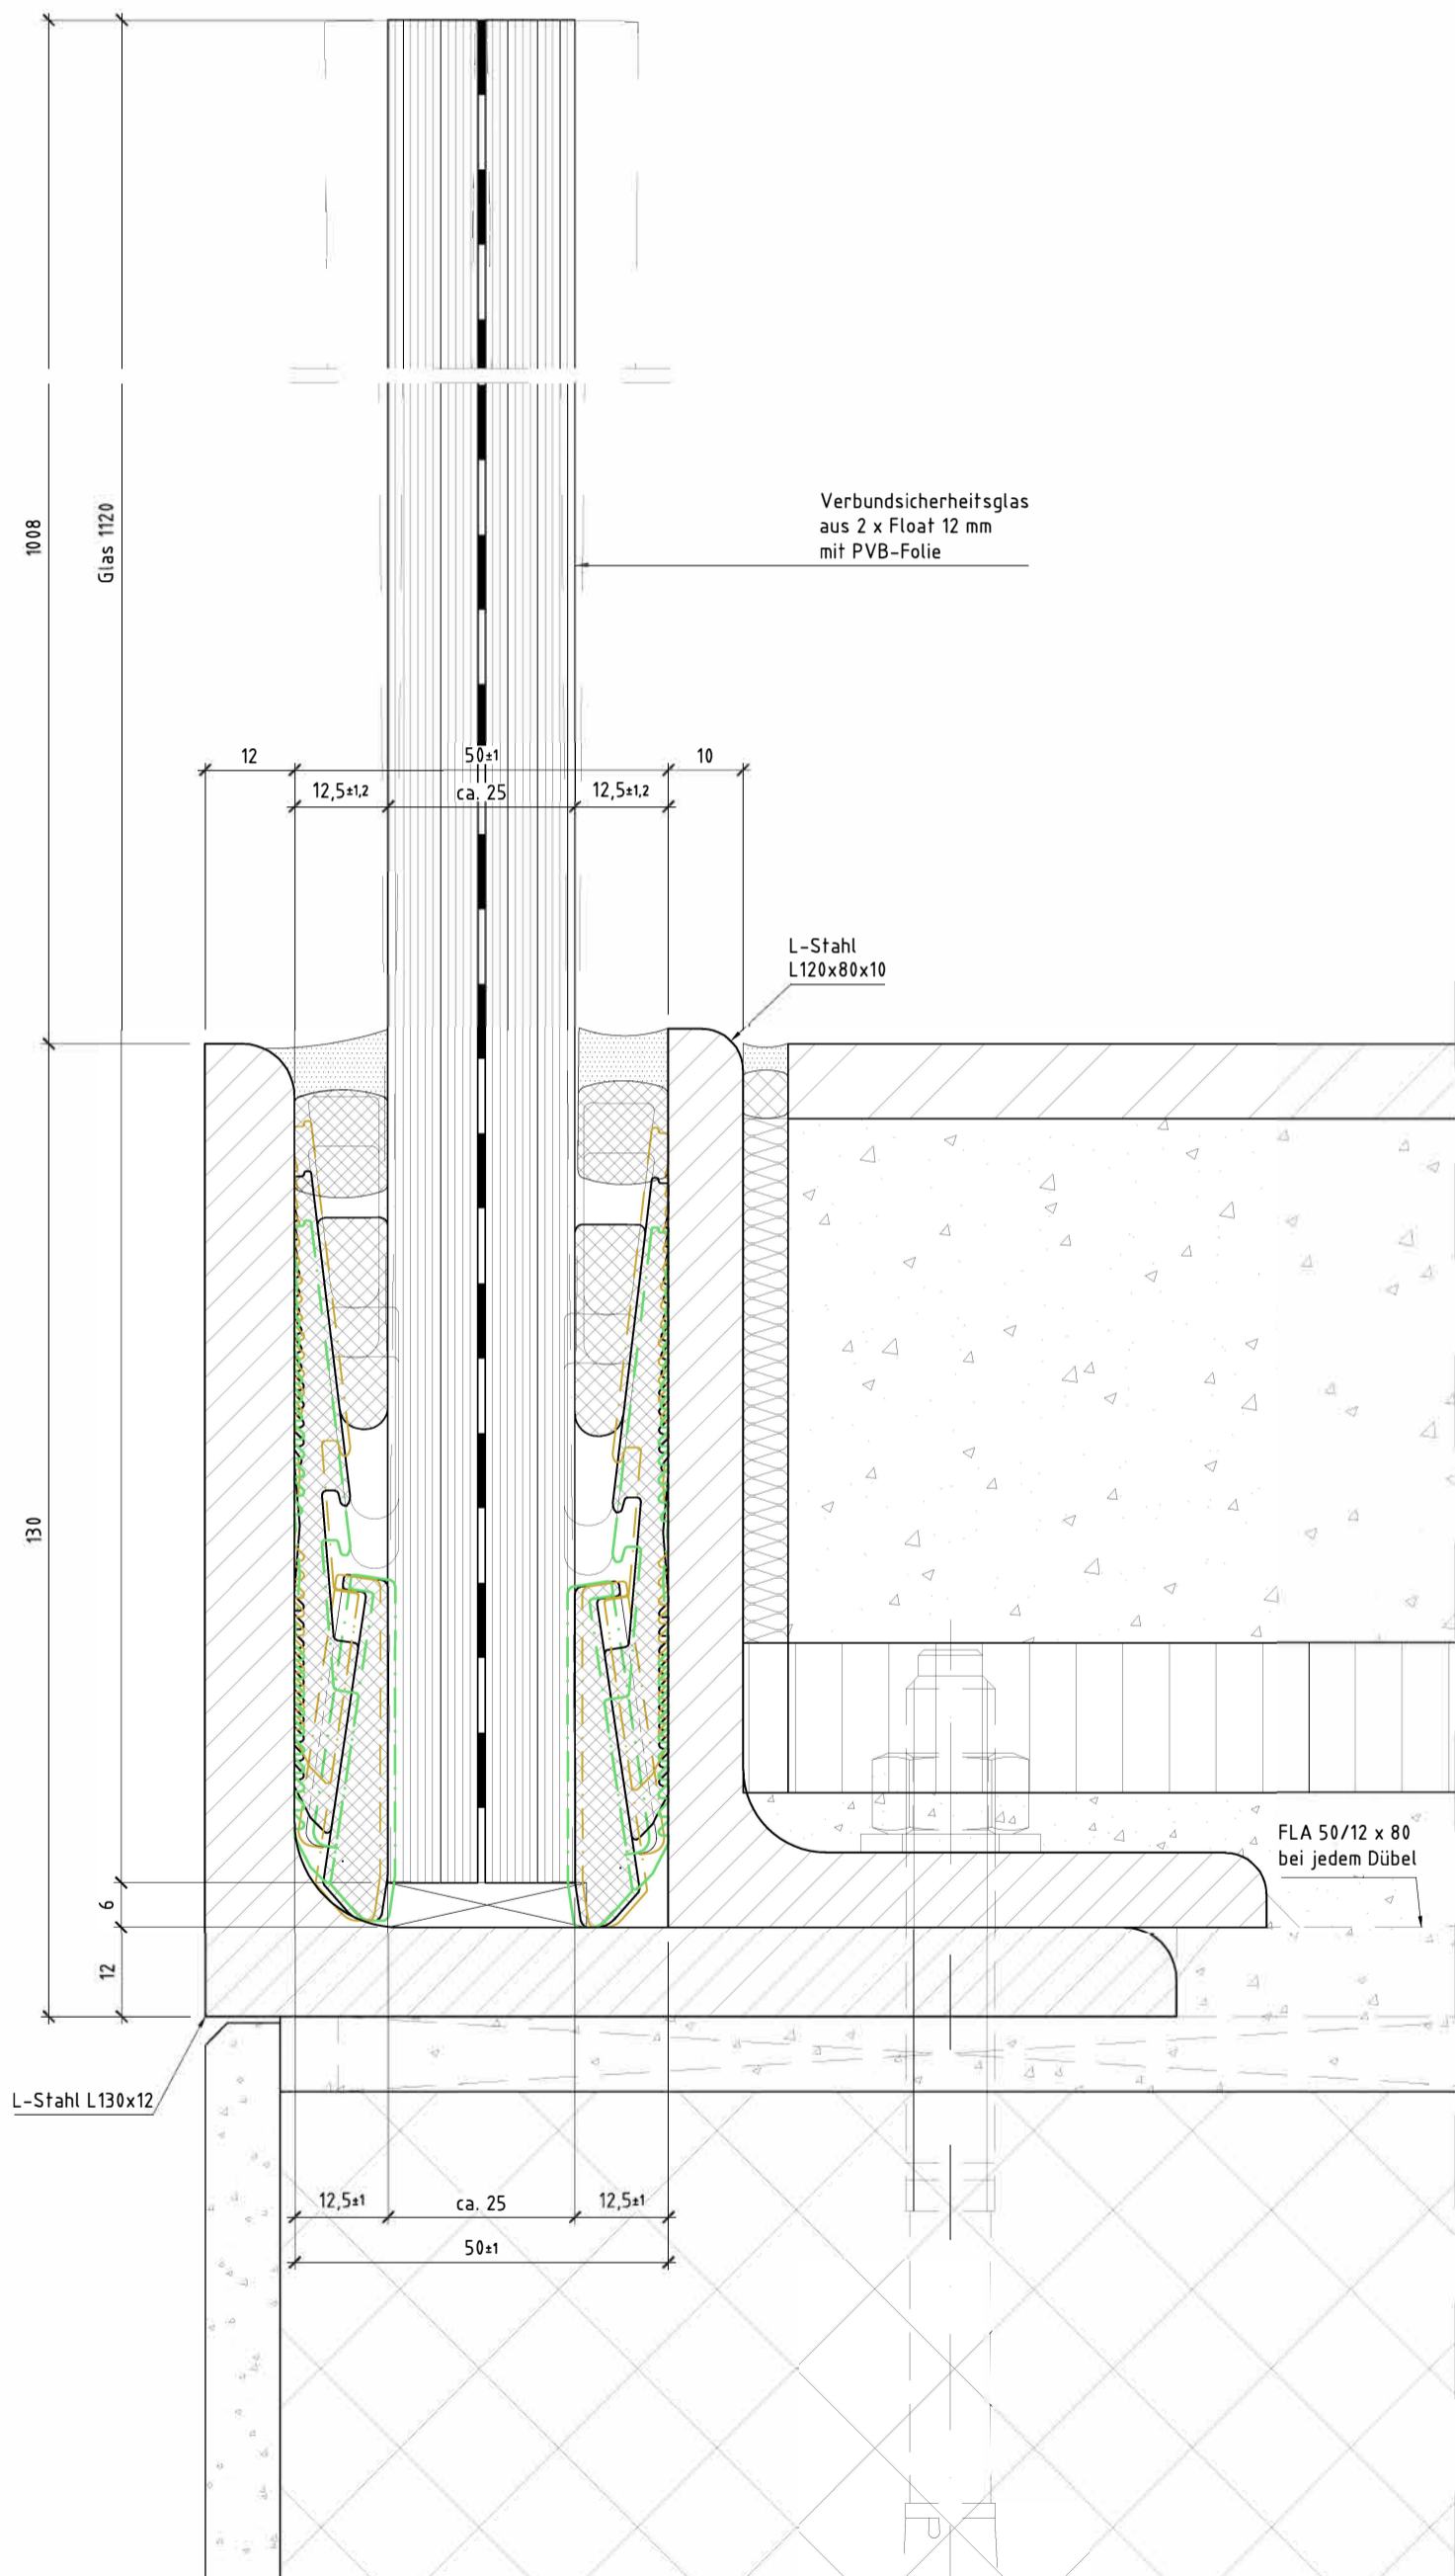 1008
Glas 1120
Verbundsicherheitsglas
aus 2 x Float 12 mm
mit PVB-Folie
12
50±1
10
12,5±1,2
ca. 25
12,5±1,2
L-Stahl
L120x80x10
130
FLA 50/12 x 80
bei jedem Dübel
6
12
L-Stahl L130x12
12,5±1
ca. 25
12,5±1
50±1